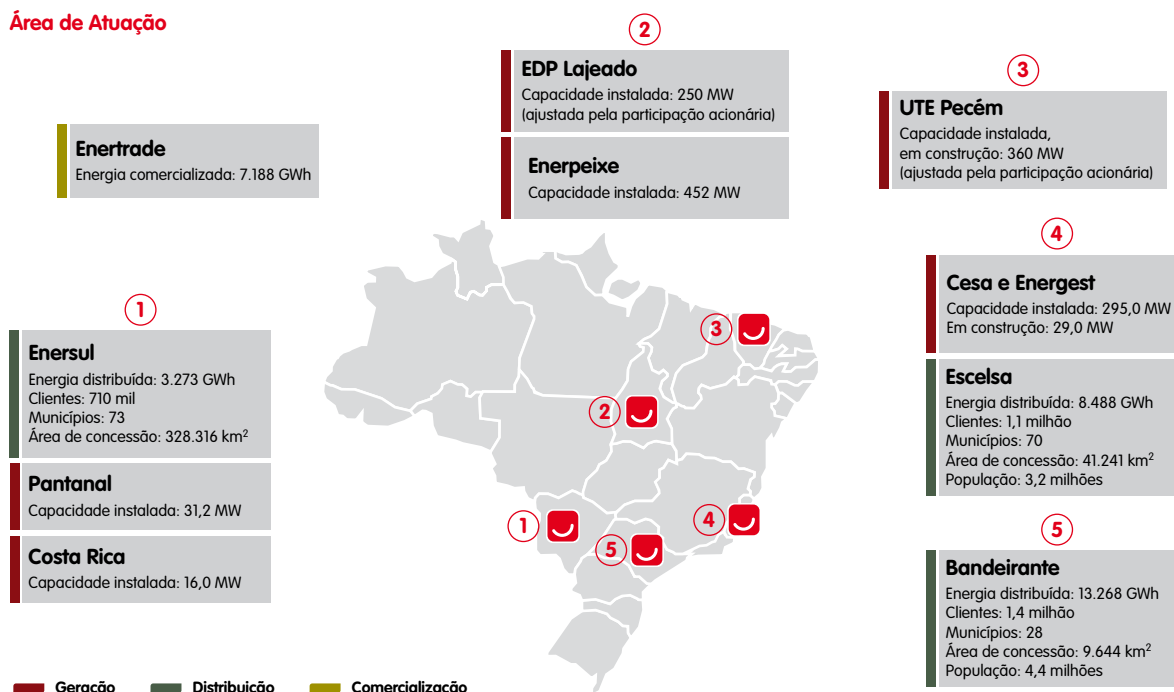 Área de Atuação
Enertrade
Energia comercializada: 7.188 GWh
2
EDP Lajeado
Capacidade instalada: 250 MW
(ajustada pela participação acionária)
Enerpeixe
Capacidade instalada: 452 MW
3
UTE Pecém
Capacidade instalada,
em construção: 360 MW
(ajustada pela participação acionária)
1
Enersul
Energia distribuída: 3.273 GWh
Clientes: 710 mil
Municípios: 73
Área de concessão: 328.316 km²
Pantanal
Capacidade instalada: 31,2 MW
Costa Rica
Capacidade instalada: 16,0 MW
3
2
1
4
5
4
Cesa e Energest
Capacidade instalada: 295,0 MW
Em construção: 29,0 MW
Escelsa
Energia distribuída: 8.488 GWh
Clientes: 1,1 milhão
Municípios: 70
Área de concessão: 41.241 km²
População: 3,2 milhões
5
Bandeirante
Energia distribuída: 13.268 GWh
Clientes: 1,4 milhão
Municípios: 28
Área de concessão: 9.644 km²
População: 4,4 milhões
Geração Distribuição Comercialização